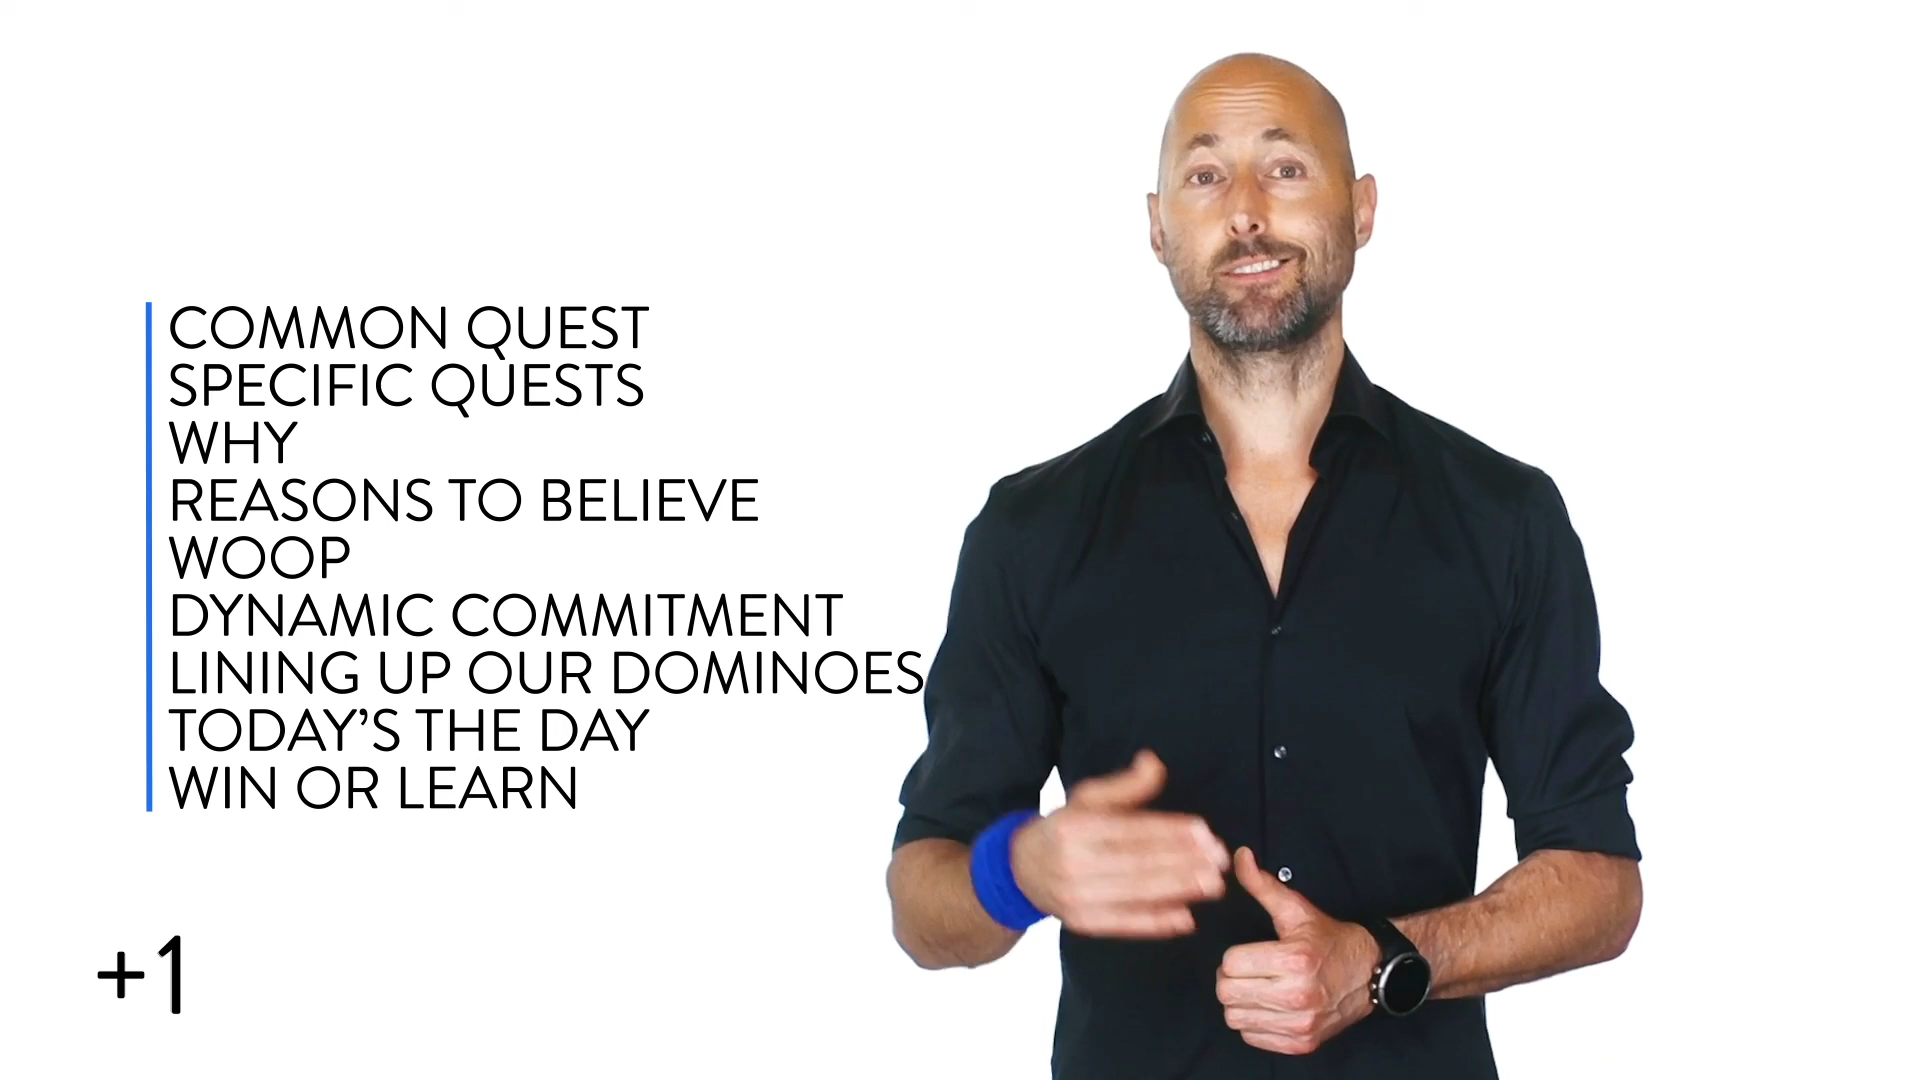 COMMON QUEST
SPECIFIC QUESTS
WHY
REASONS TO BELIEVE
WOOP
DYNAMIC COMMITMENT
LINING UP OUR DOMINOES
TODAY’S THE DAY
WIN OR LEARN
+1